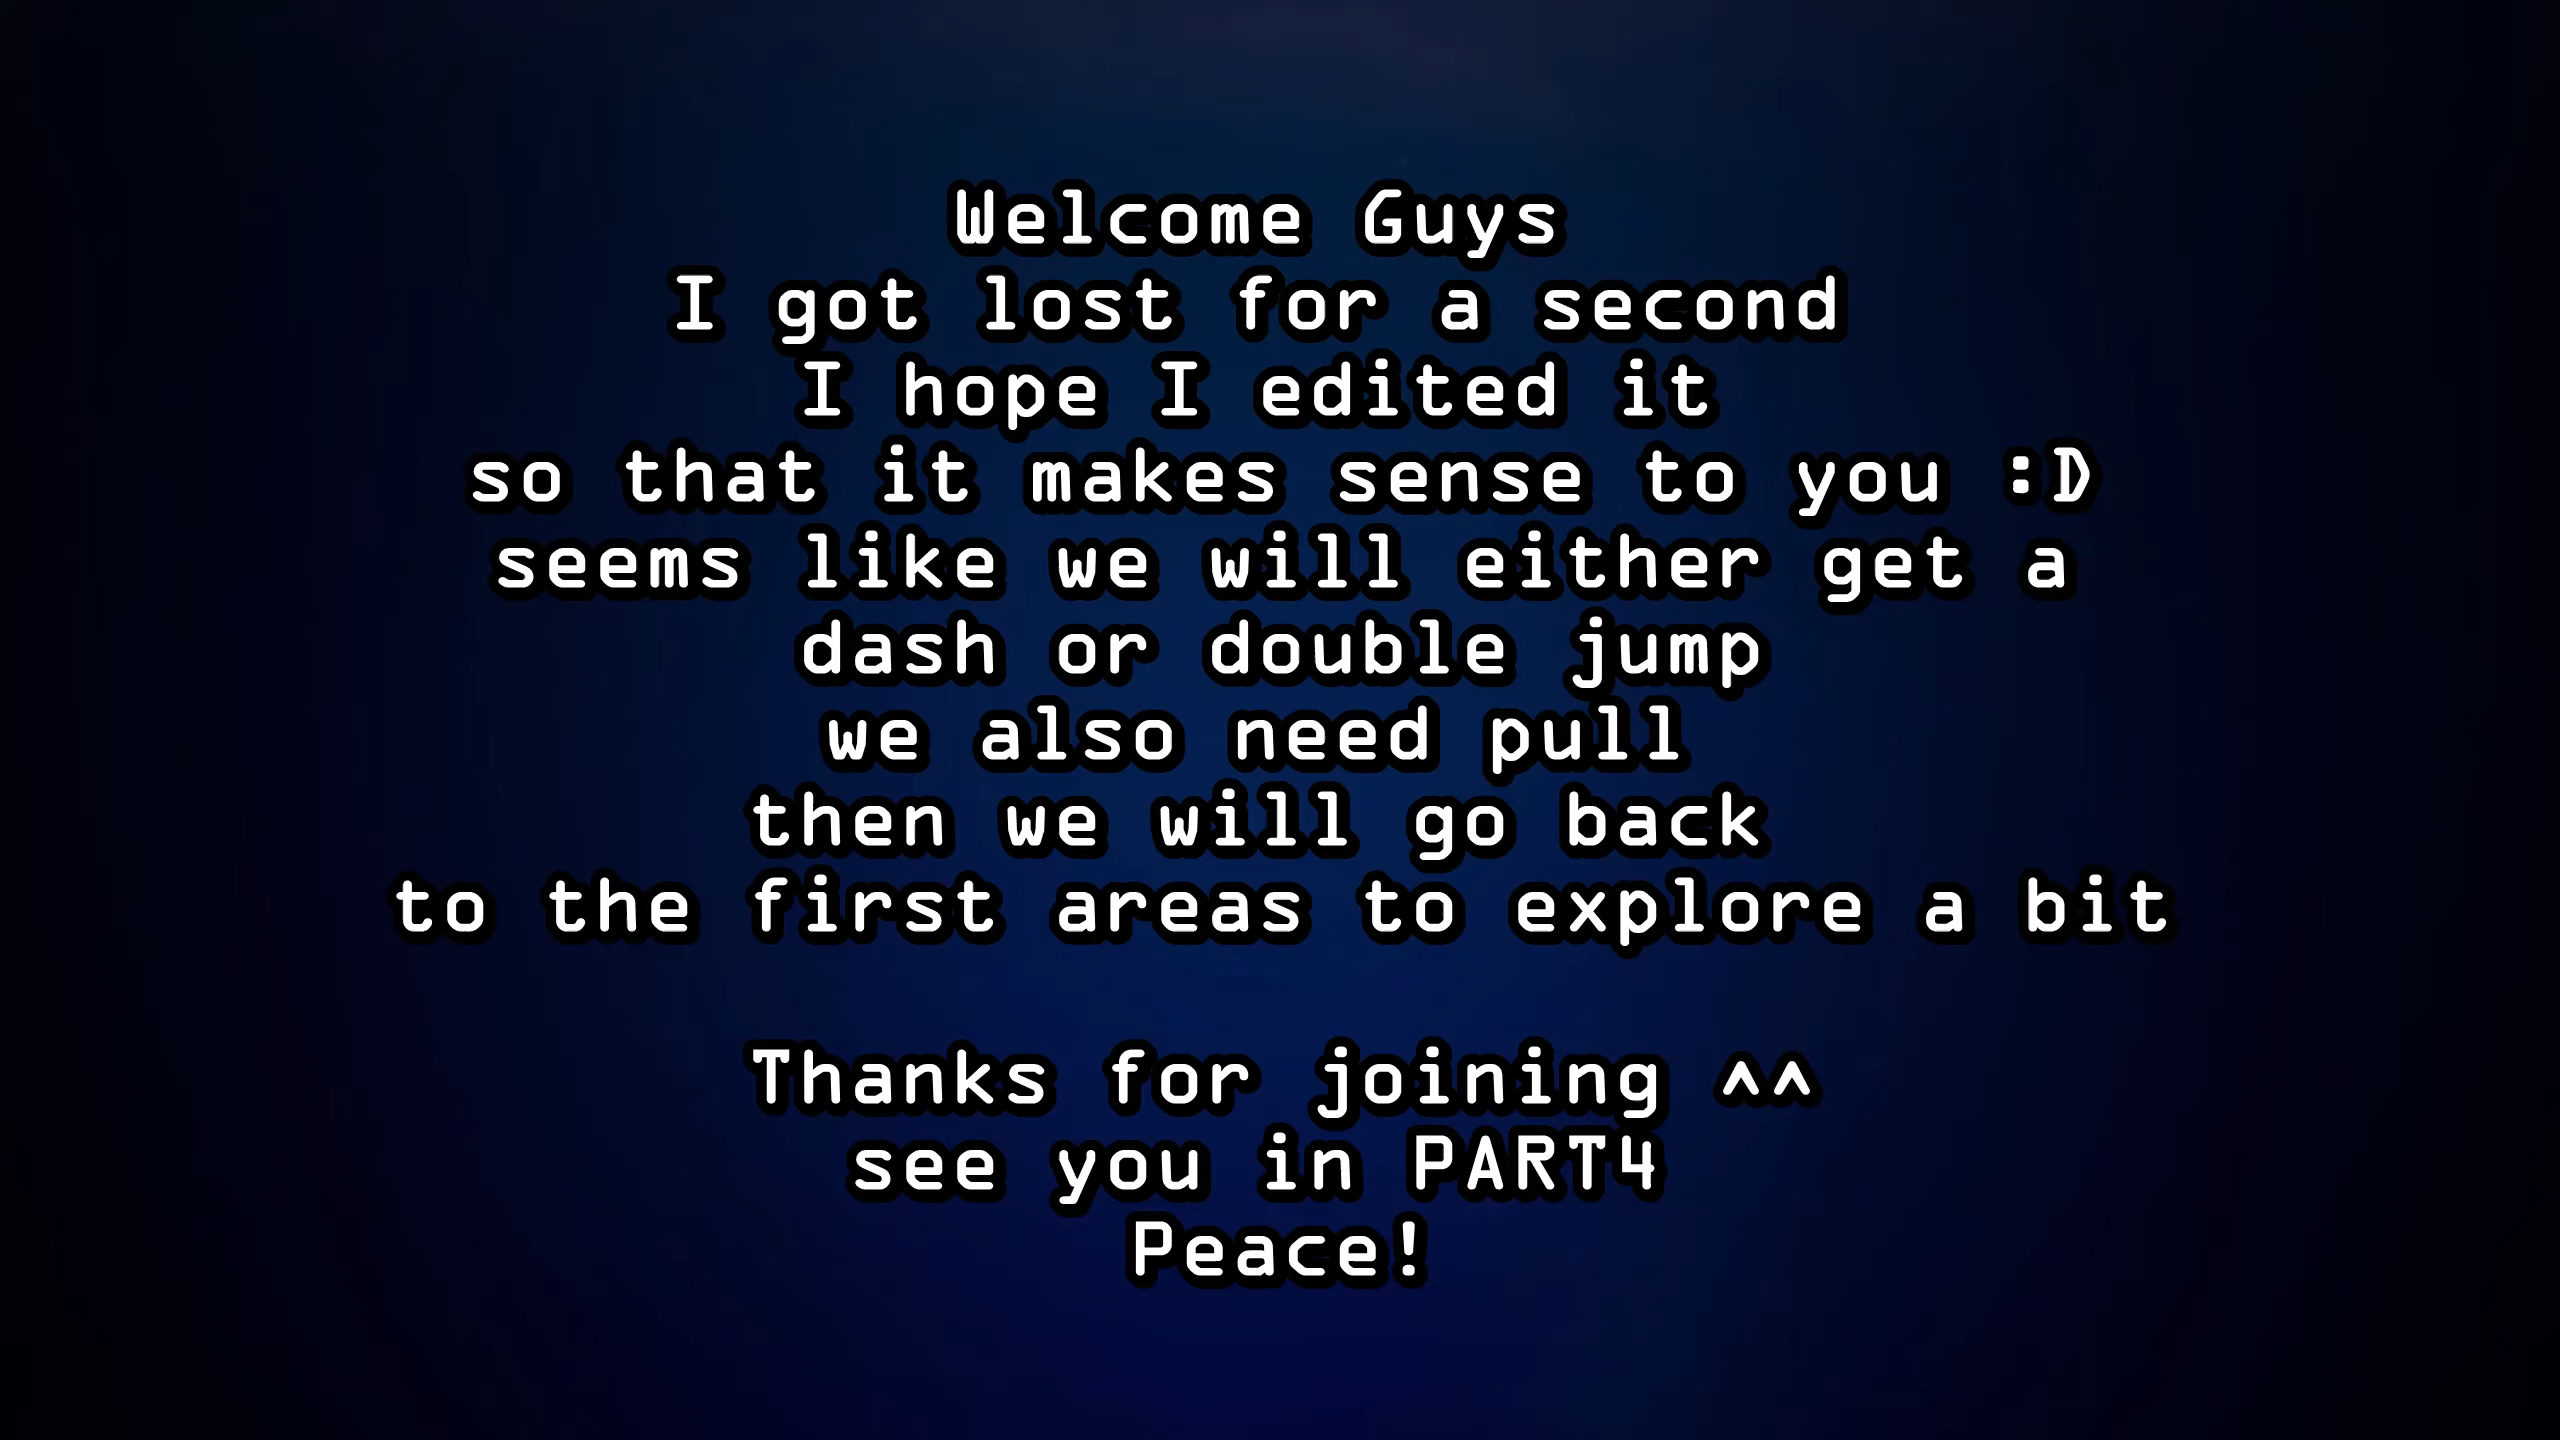 Welcome Guys
I got lost for a second
I hope I edited it
so that it makes sense to you :D
seems like we will either get a
dash or double jump
we also need pull
then we will go back
to the first areas to explore a bit
Thanks for joining ^^
see you in PART4
Peace!